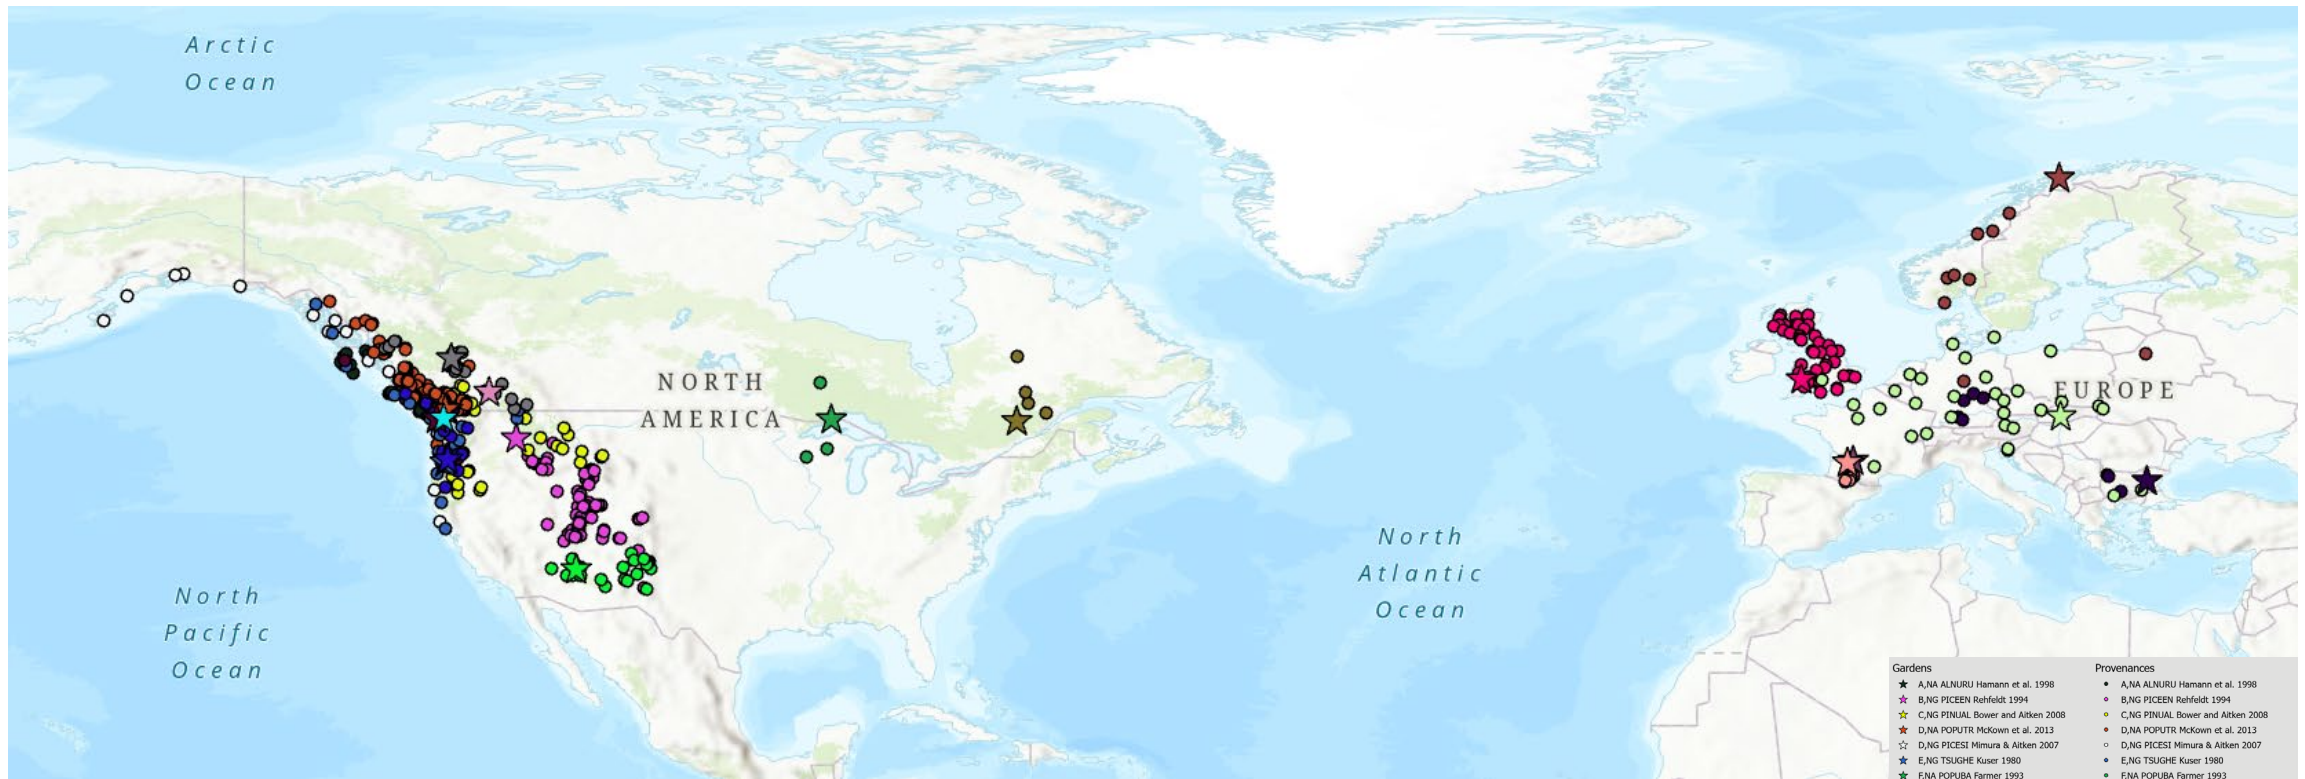 Arctic
Ocean
NORTH
AMERICA
EUROPE
North
Atlantic
Ocean
North
Pacific
Ocean
Gardens
A,NA ALNURU Hamann et al. 1998
B,NG PICEEN Rehfeldt 1994
C,NG PINUAL Bower and Aitken 2008
D,NA POPUTR McKown et al. 2013
D,NG PICESI Mimura & Aitken 2007
E,NG TSUGHE Kuser 1980
F,NA POPUBA Farmer 1993
Provenances
A,NA ALNURU Hamann et al. 1998
B,NG PICEEN Rehfeldt 1994
C,NG PINUAL Bower and Aitken 2008
D,NA POPUTR McKown et al. 2013
D,NG PICESI Mimura & Aitken 2007
E,NG TSUGHE Kuser 1980
F,NA POPUBA Farmer 1993